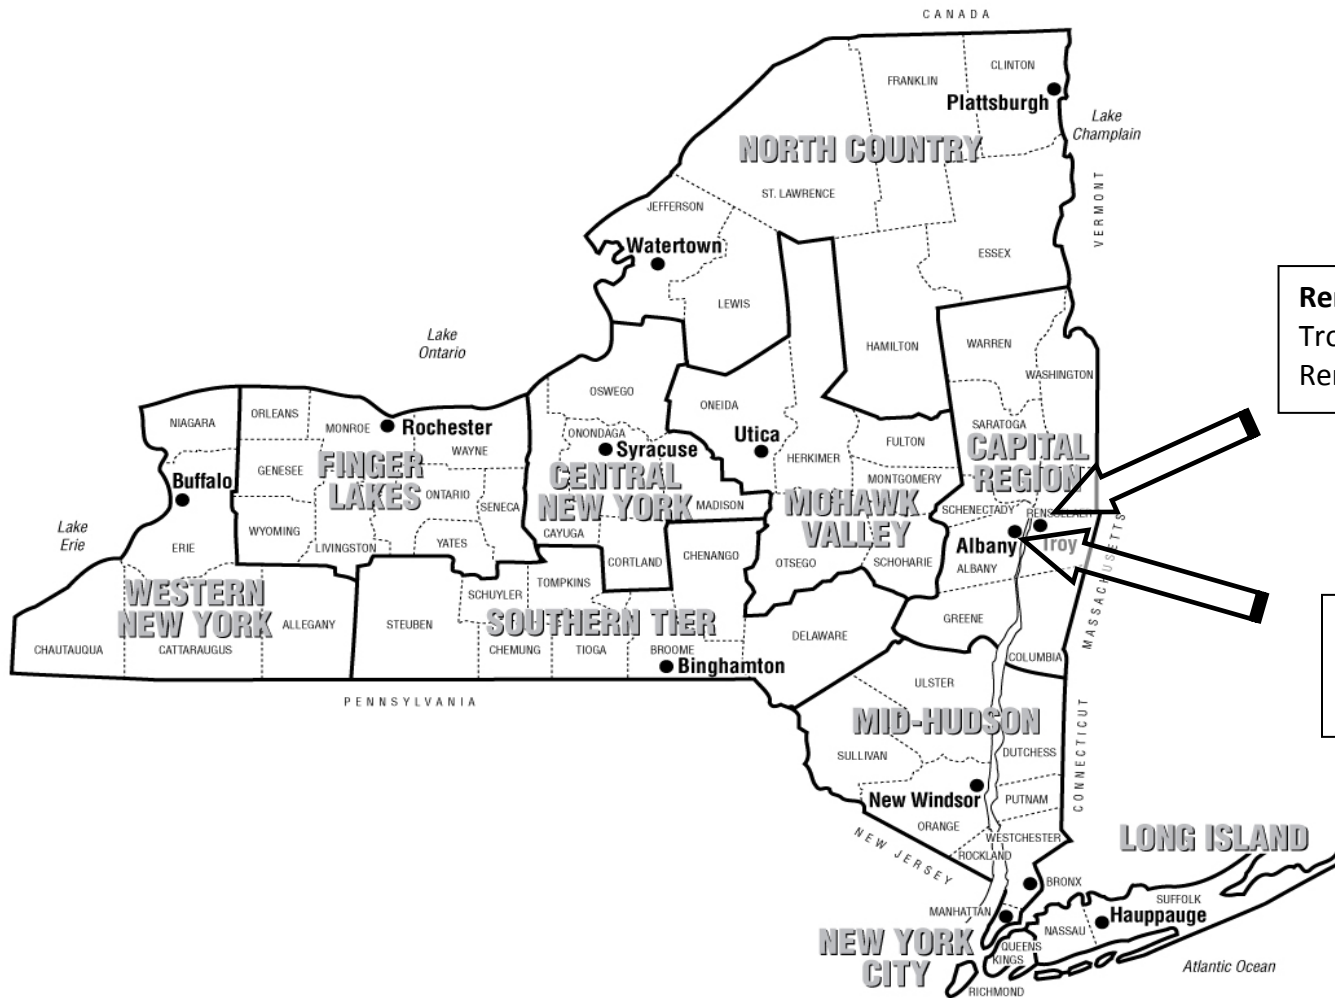 CANADA
CLINTON
FRANKLIN
Plattsburgh
Lake
Champlain
NORTH COUNTRY
VERMONT
ST. LAWRENCE
JEFFERSON
Watertown
ESSEX
LEWIS
Lake
Ontario
HAMILTON
WARREN
WASHINGTON
Tro
OSWEGO
ONEIDA
NIAGARA
ORLEANS
MONROE
Rochester
WAYNE
ONONDAGA
Syracuse
Utica
HERKIMER
FULTON
SARATOGA
CAPITAL
REGION
GENESEE
FINGER
LAKES
ONTARIO
SENECA
CENTRAL
NEW YORK
MADISON
MONTGOMERY
MOHAWK
VALLEY
Buffalo
Lake
Erie
ERIE
WYOMING
LIVINGSTON
YATES
CAYUGA
CORTLAND
CHENANGO
OTSEGO
SCHOHARIE
SCHENECTADY
RENSSELAER
Albany
Troy
ALBANY
MASSACHUSETTS
WESTERN
NEW YORK
CHAUTAUQUA
CATTARAUGUS
ALLEGANY
STEUBEN
SCHUYLER
TOMPKINS
SOUTHERN TIER
CHEMUNG
TIOGA
BROOME
Binghamton
DELAWARE
GREENE
COLUMBIA
PENNSYLVANIA
ULSTER
MID-HUDSON
SULLIVAN
DUTCHESS
CONNECTICUT
New Windsor
PUTNAM
ORANGE
WESTCHESTER
ROCKLAND
NEW JERSEY
LONG ISLAND
BRONX
MANHATTAN
SUFFOLK
Hauppauge
NASSAU
NEW YORK
CITY
QUEENS
KINGS
RICHMOND
Atlantic Ocean